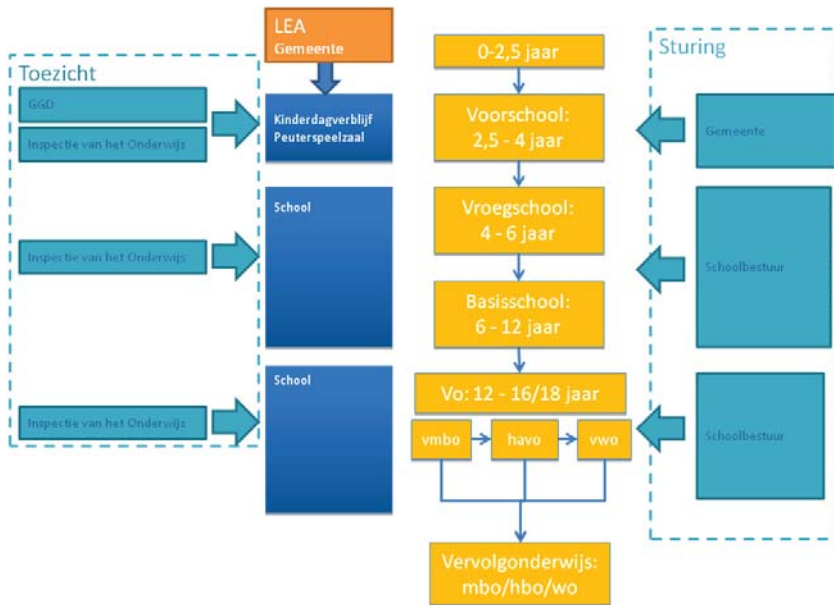 LEA
Gemeente
Toezicht
GGD
Inspectie van het Onderwijs
Kinderdagverblijf
Peuterspeelzaal
Inspectie van het Onderwijs
School
Inspectie van het Onderwijs
School
0-2,5 jaar
Voorschool:
2,5 - 4 jaar
Vroegschool:
4 - 6 jaar
Basisschool:
6 - 12 jaar
Vo: 12 - 16/18 jaar
vmbo
havo
vwo
Vervolgonderwijs:
mbo/hbo/wo
Sturing
Gemeente
Schoolbestuur
Schoolbestuur